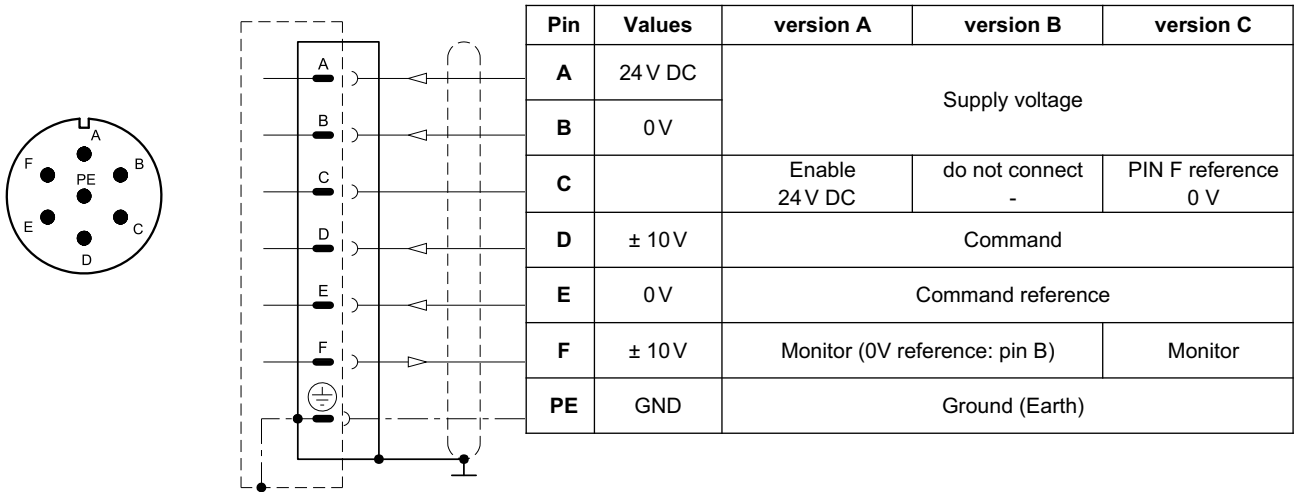 A
F
B
PE
E
C
D
A
B
C
D
E
F
Pin Values version A version B version C
A 24 V DC
Supply voltage
B 0 V
C Enable do not connect PIN F reference
24 V DC - 0 V
D ± 10 V Command
E 0 V Command reference
F ± 10 V Monitor (0V reference: pin B) Monitor
PE GND Ground (Earth)